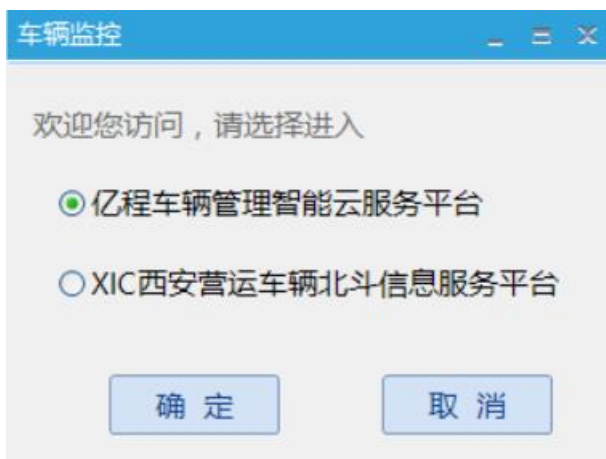 车辆监控
欢迎您访问，请选择进入
亿程车辆管理智能云服务平台
XIC西安营运车辆北斗信息服务平台
确 定
取 消